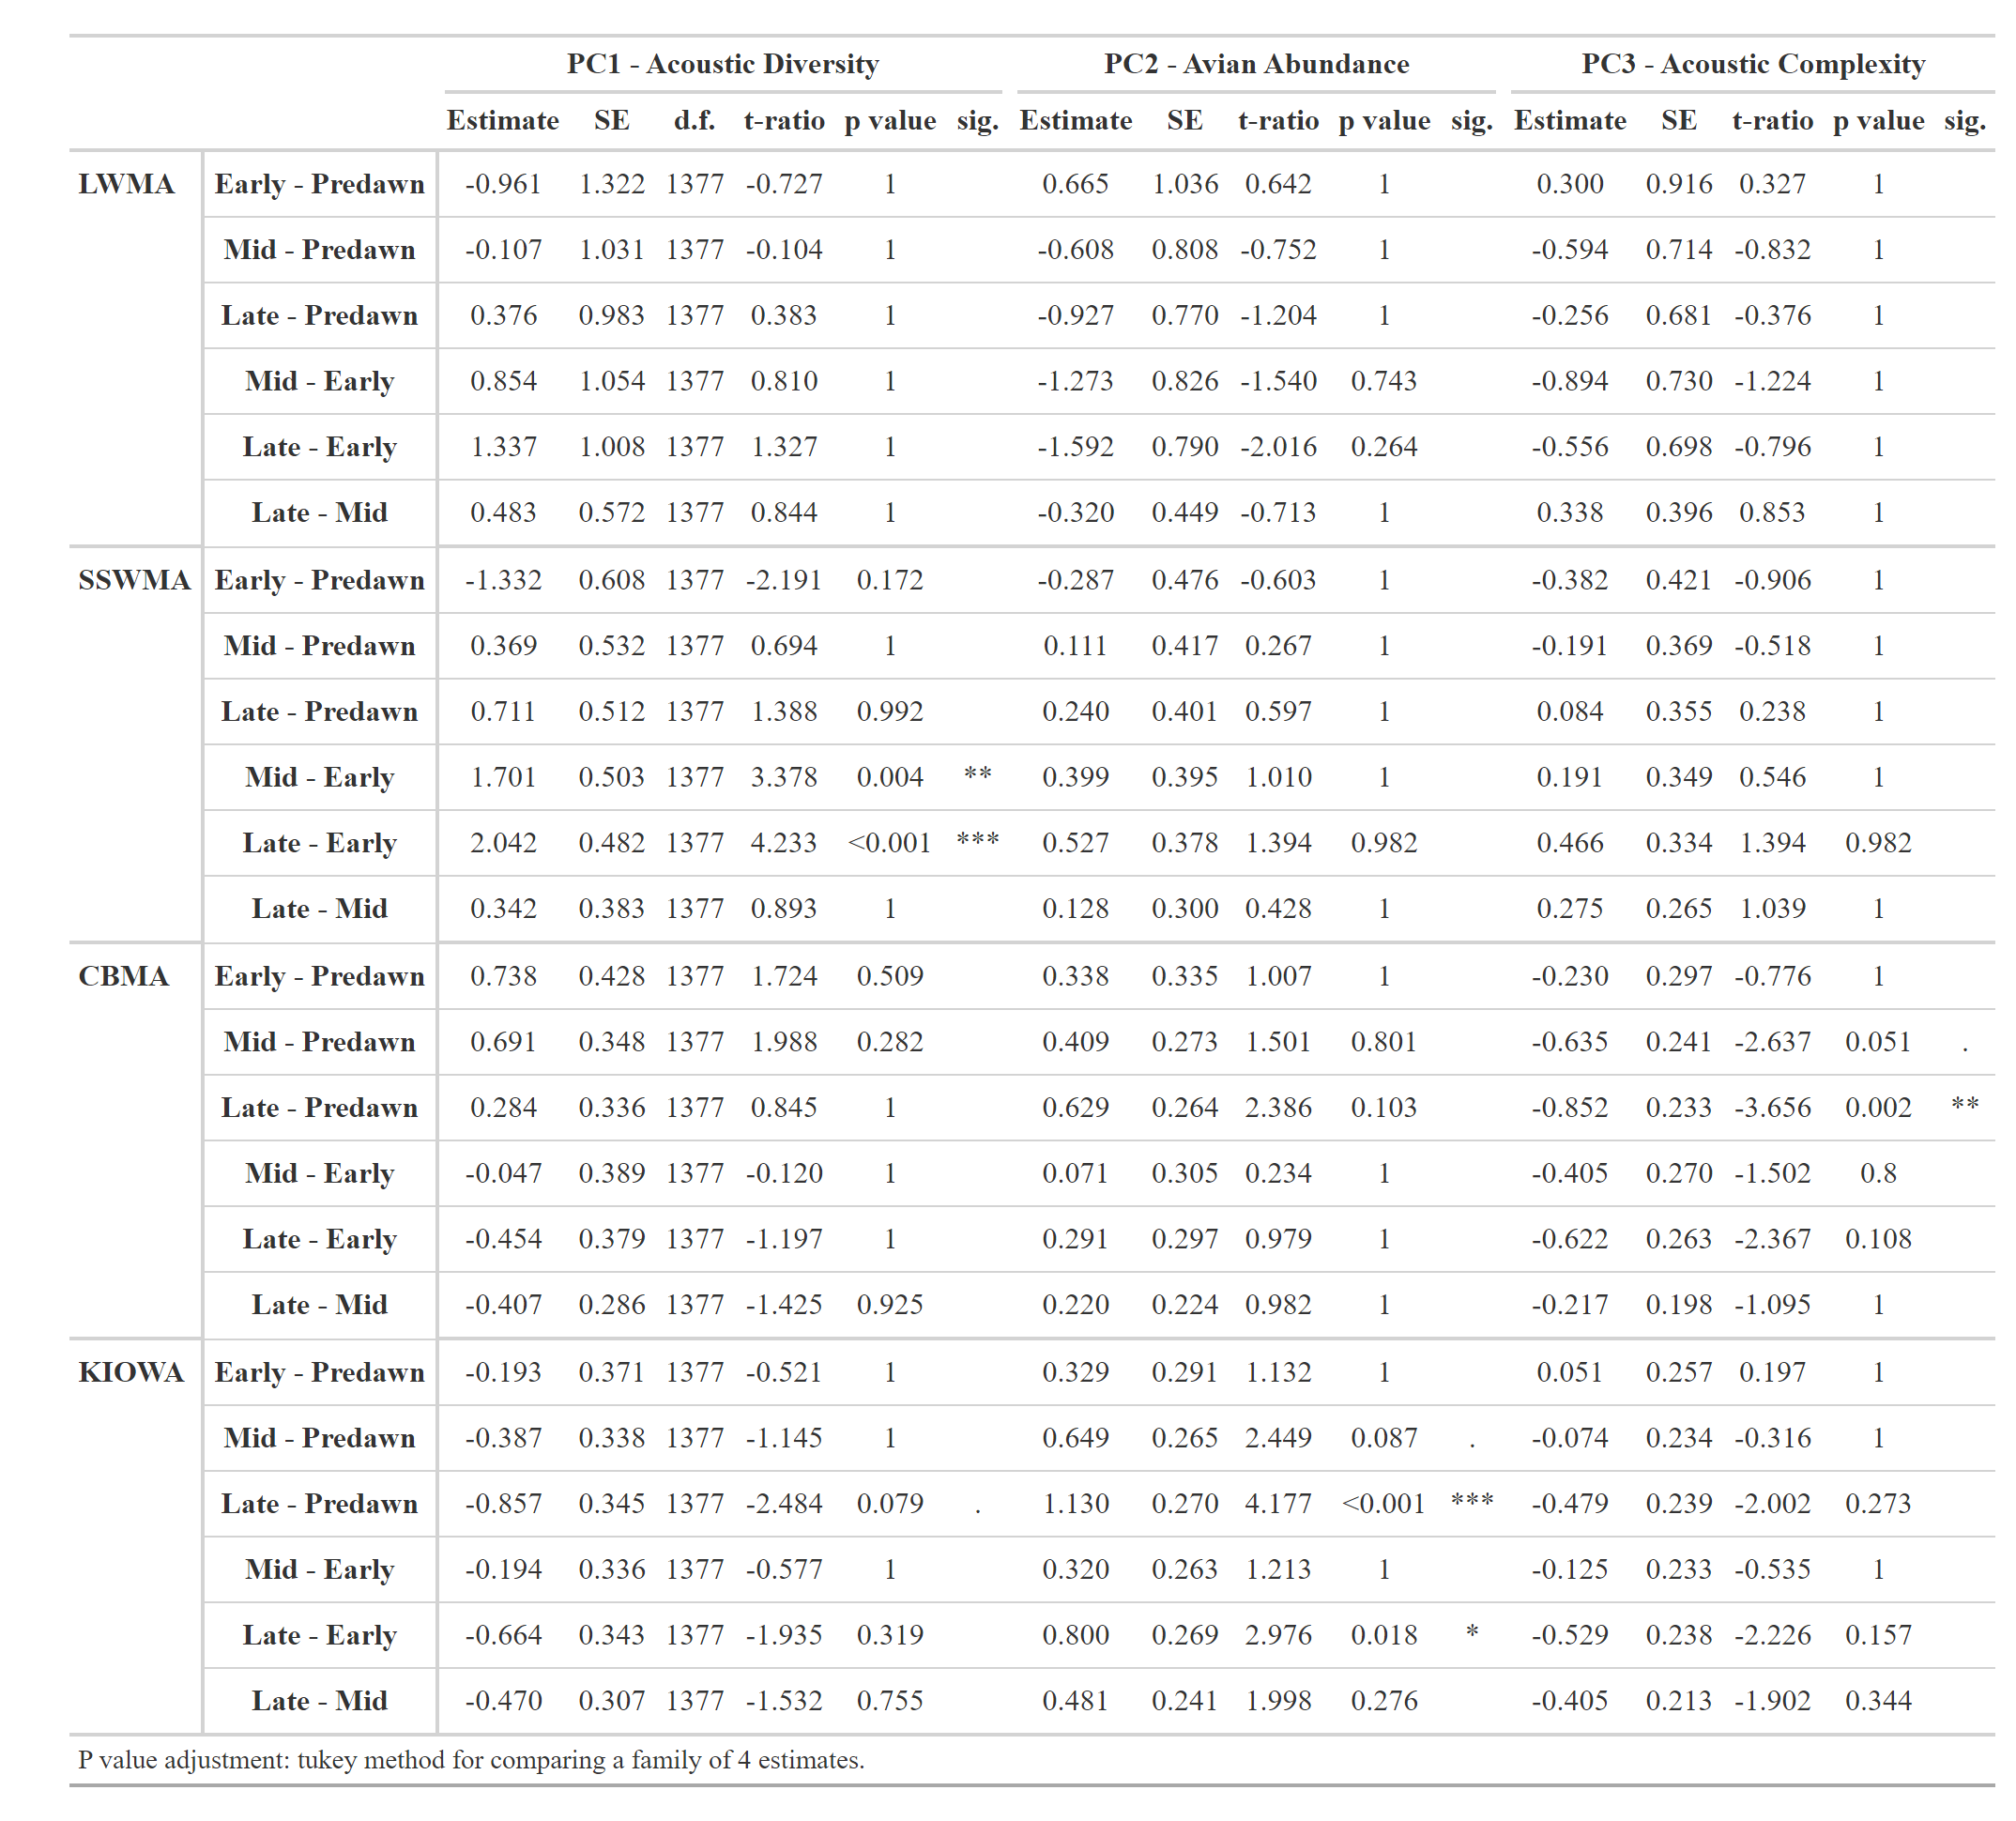 PC1 - Acoustic Diversity PC2 - Avian Abundance PC3 - Acoustic Complexity
Estimate SE d.f. t-ratio p value sig. Estimate SE t-ratio p value sig. Estimate SE t-ratio p value sig.
LWMA Early - Predawn -0.961 1.322 1377 -0.727 1 0.665 1.036 0.642 1 0.300 0.916 0.327 1
Mid - Predawn -0.107 1.031 1377 -0.104 1 -0.608 0.808 -0.752 1 -0.594 0.714 -0.832 1
Late - Predawn 0.376 0.983 1377 0.383 1 -0.927 0.770 -1.204 1 -0.256 0.681 -0.376 1
Mid - Early 0.854 1.054 1377 0.810 1 -1.273 0.826 -1.540 0.743 -0.894 0.730 -1.224 1
Late - Early 1.337 1.008 1377 1.327 1 -1.592 0.790 -2.016 0.264 -0.556 0.698 -0.796 1
Late - Mid 0.483 0.572 1377 0.844 1 -0.320 0.449 -0.713 1 0.338 0.396 0.853 1
SSWMA Early - Predawn -1.332 0.608 1377 -2.191 0.172 -0.287 0.476 -0.603 1 -0.382 0.421 -0.906 1
Mid - Predawn 0.369 0.532 1377 0.694 1 0.111 0.417 0.267 1 -0.191 0.369 -0.518 1
Late - Predawn 0.711 0.512 1377 1.388 0.992 0.240 0.401 0.597 1 0.084 0.355 0.238 1
Mid - Early 1.701 0.503 1377 3.378 0.004 ** 0.399 0.395 1.010 1 0.191 0.349 0.546 1
Late - Early 2.042 0.482 1377 4.233 <0.001 *** 0.527 0.378 1.394 0.982 0.466 0.334 1.394 0.982
Late - Mid 0.342 0.383 1377 0.893 1 0.128 0.300 0.428 1 0.275 0.265 1.039 1
CBMA Early - Predawn 0.738 0.428 1377 1.724 0.509 0.338 0.335 1.007 1 -0.230 0.297 -0.776 1
Mid - Predawn 0.691 0.348 1377 1.988 0.282 0.409 0.273 1.501 0.801 -0.635 0.241 -2.637 0.051 .
Late - Predawn 0.284 0.336 1377 0.845 1 0.629 0.264 2.386 0.103 -0.852 0.233 -3.656 0.002 **
Mid - Early -0.047 0.389 1377 -0.120 1 0.071 0.305 0.234 1 -0.405 0.270 -1.502 0.8
Late - Early -0.454 0.379 1377 -1.197 1 0.291 0.297 0.979 1 -0.622 0.263 -2.367 0.108
Late - Mid -0.407 0.286 1377 -1.425 0.925 0.220 0.224 0.982 1 -0.217 0.198 -1.095 1
KIOWA Early - Predawn -0.193 0.371 1377 -0.521 1 0.329 0.291 1.132 1 0.051 0.257 0.197 1
Mid - Predawn -0.387 0.338 1377 -1.145 1 0.649 0.265 2.449 0.087 . -0.074 0.234 -0.316 1
Late - Predawn -0.857 0.345 1377 -2.484 0.079 . 1.130 0.270 4.177 <0.001 *** -0.479 0.239 -2.002 0.273
Mid - Early -0.194 0.336 1377 -0.577 1 0.320 0.263 1.213 1 -0.125 0.233 -0.535 1
Late - Early -0.664 0.343 1377 -1.935 0.319 0.800 0.269 2.976 0.018 * -0.529 0.238 -2.226 0.157
Late - Mid -0.470 0.307 1377 -1.532 0.755 0.481 0.241 1.998 0.276 -0.405 0.213 -1.902 0.344
P value adjustment: tukey method for comparing a family of 4 estimates.